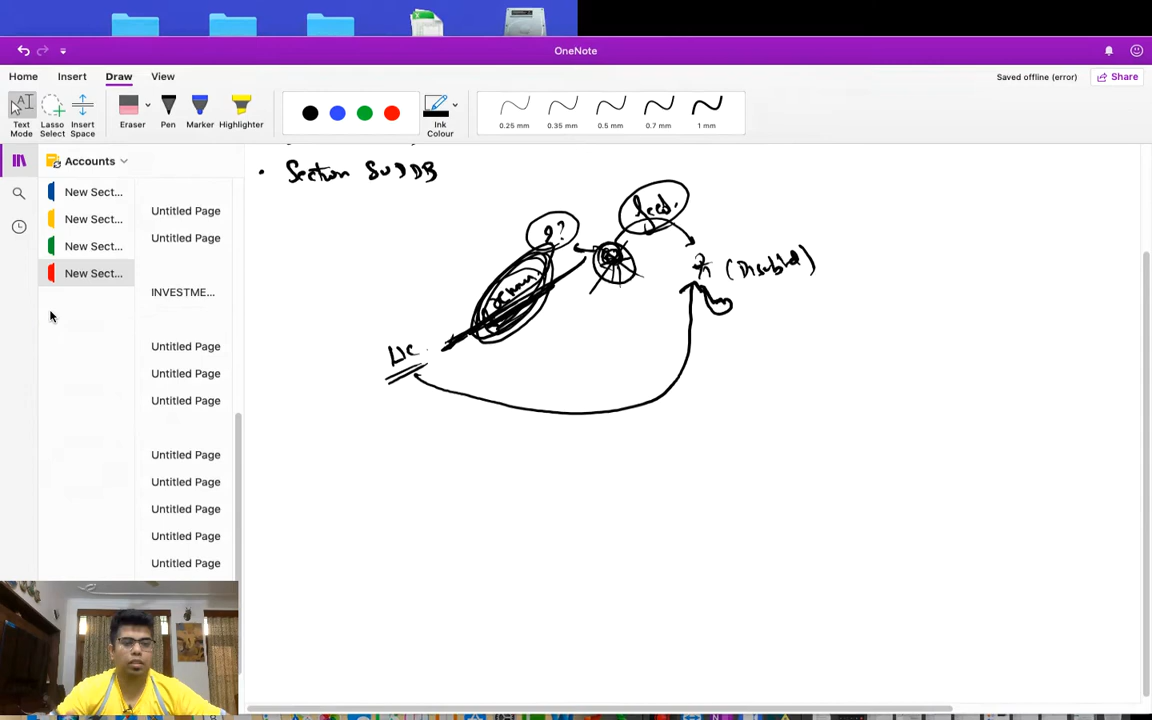 OneNote
Home Insert Draw View
Saved offline (error) Share
Text Mode
Lasso Select
Insert Space
Eraser
Pen
Marker
Highlighter
Ink Colour
0.25 mm
0.35 mm
0.5 mm
0.7 mm
1 mm
Accounts
New Sect...
New Sect...
New Sect...
New Sect...
Untitled Page
Untitled Page
INVESTME...
Untitled Page
Untitled Page
Untitled Page
Untitled Page
Untitled Page
Untitled Page
Untitled Page
Untitled Page
• Section 80DDB
(Disabled)